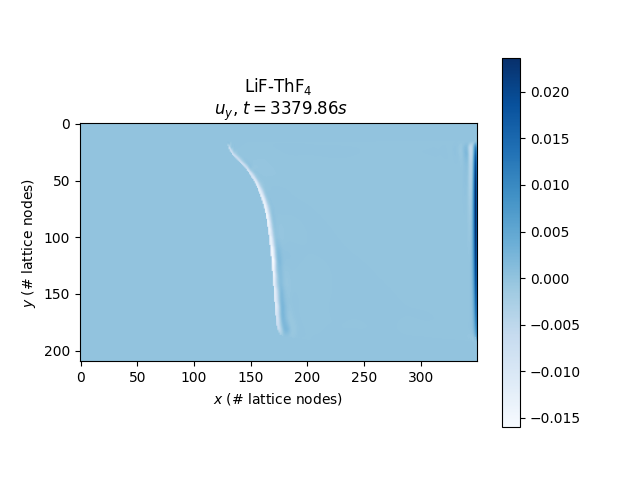 LiF-ThF₄
u_y, t = 3379.86s
0
50
100
150
200
y (# lattice nodes)
0 50 100 150 200 250 300
x (# lattice nodes)
0.020
0.015
0.010
0.005
0.000
−0.005
−0.010
−0.015